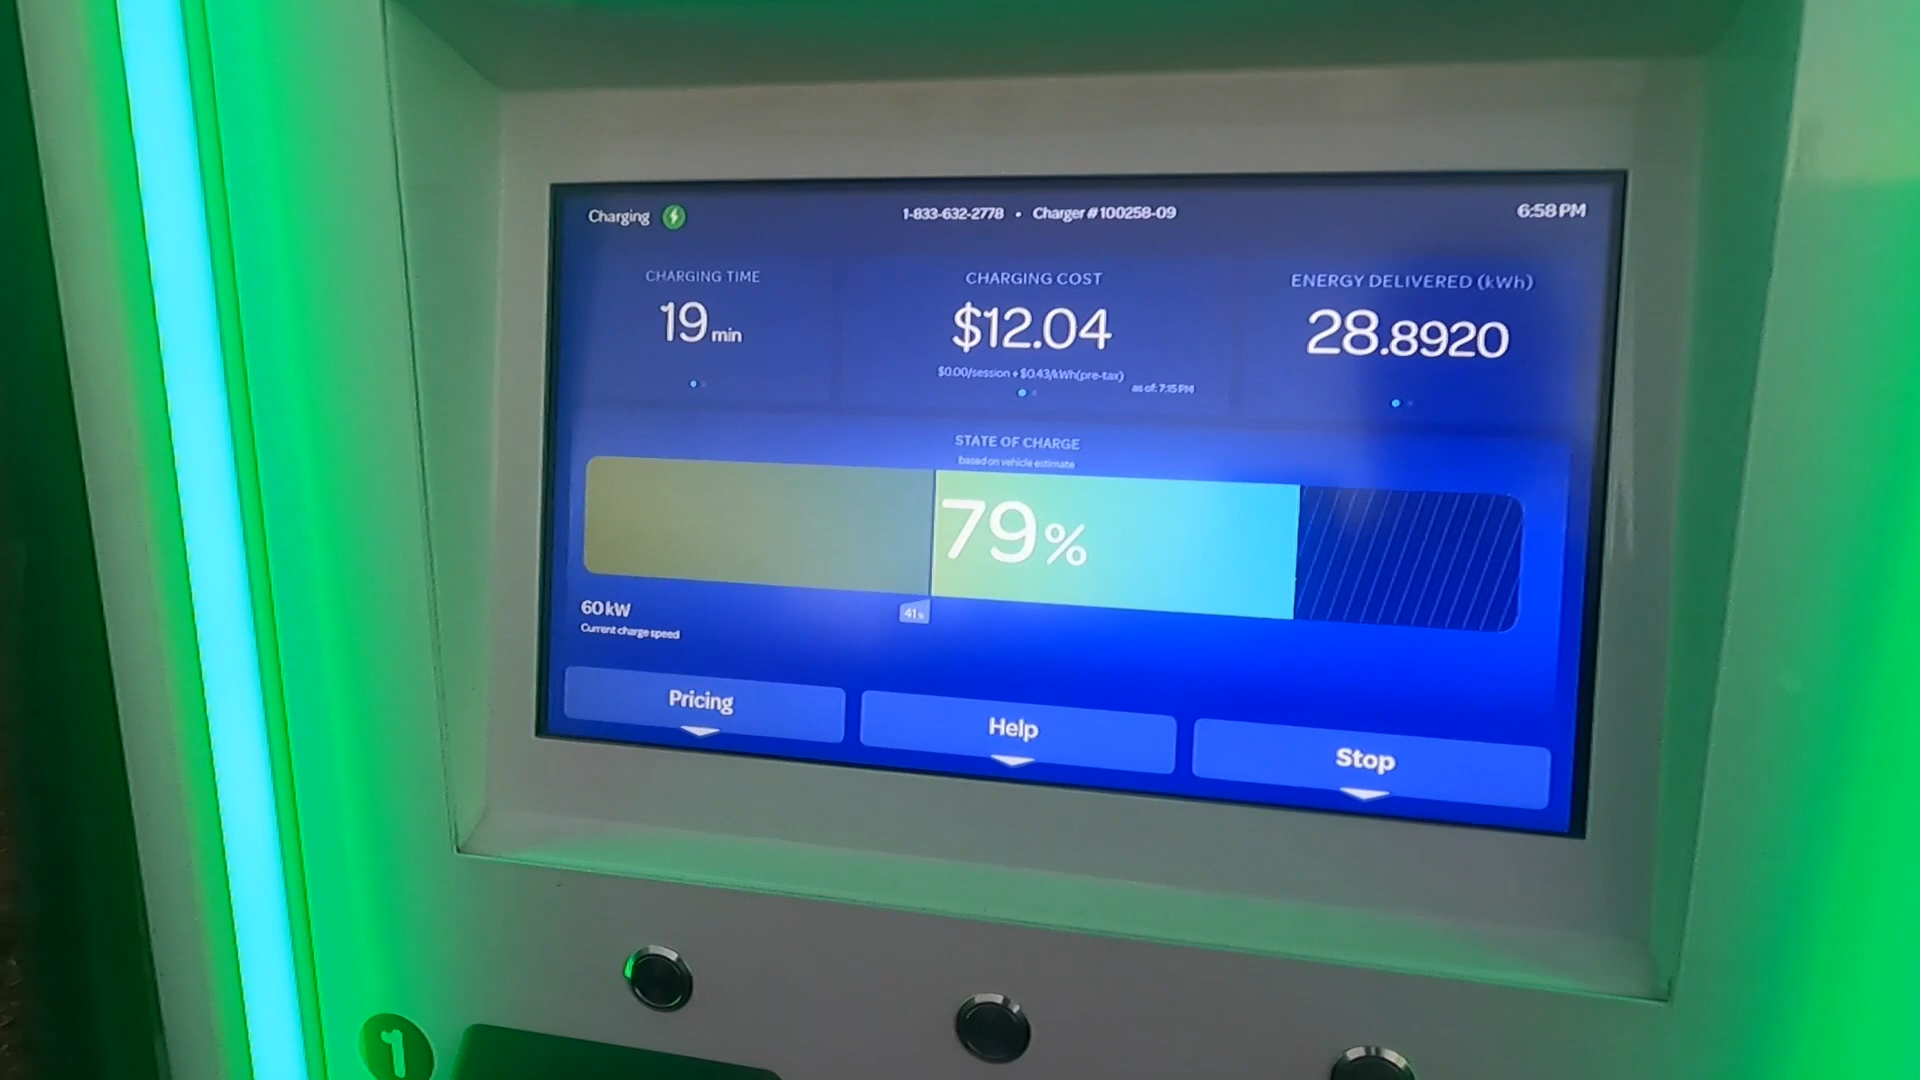 Charging
1-833-632-2778 • Charger #100258-09
6:58 PM
CHARGING TIME
19 min
CHARGING COST
$12.04
$0.00/session + $0.43/kWh(pre-tax)
as of: 7:15 PM
ENERGY DELIVERED (kWh)
28.8920
STATE OF CHARGE
based on vehicle estimate
79%
41%
60 kW
Current charge speed
Pricing
Help
Stop
1